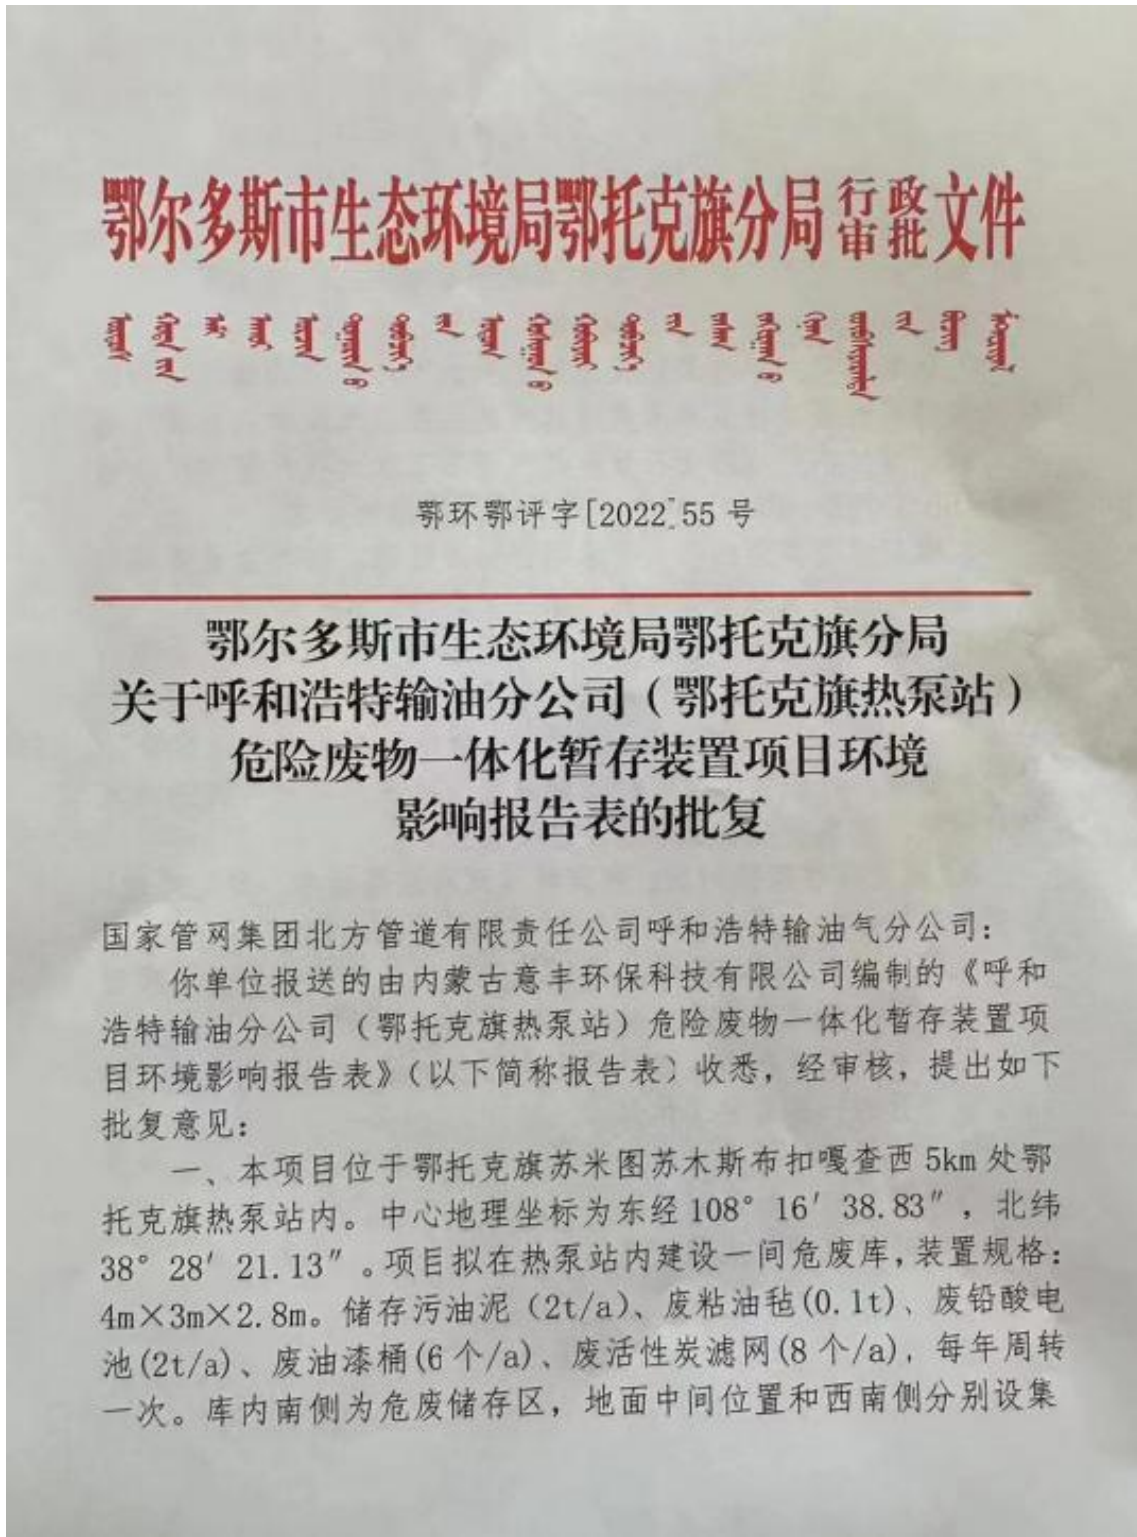 鄂尔多斯市生态环境局鄂托克旗分局行政审批文件
鄂环鄂评字[2022]55 号
鄂尔多斯市生态环境局鄂托克旗分局
关于呼和浩特输油分公司（鄂托克旗热泵站）
危险废物一体化暂存装置项目环境
影响报告表的批复
国家管网集团北方管道有限责任公司呼和浩特输油气分公司：
你单位报送的由内蒙古意丰环保科技有限公司编制的《呼和
浩特输油分公司（鄂托克旗热泵站）危险废物一体化暂存装置项
目环境影响报告表》（以下简称报告表）收悉，经审核，提出如下
批复意见：
一、本项目位于鄂托克旗苏米图苏木斯布扣嘎查西 5km 处鄂
托克旗热泵站内。中心地理坐标为东经 108° 16′ 38.83″，北纬
38° 28′ 21.13″。项目拟在热泵站内建设一间危废库，装置规格：
4m×3m×2.8m。储存污油泥（2t/a)、废粘油毡(0.1t)、废铅酸电
池(2t/a)、废油漆桶(6 个/a)、废活性炭滤网(8 个/a)，每年周转
一次。库内南侧为危废储存区，地面中间位置和西南侧分别设集